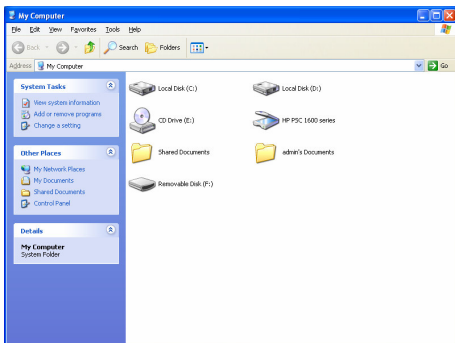 My Computer
File Edit View Favorites Tools Help
Back Search Folders
Address My Computer Go
System Tasks
View system information
Add or remove programs
Change a setting
Other Places
My Network Places
My Documents
Shared Documents
Control Panel
Details
My Computer
System Folder
Local Disk (C:) Local Disk (D:)
CD Drive (E:) HP PSC 1600 series
Shared Documents admin's Documents
Removable Disk (F:)